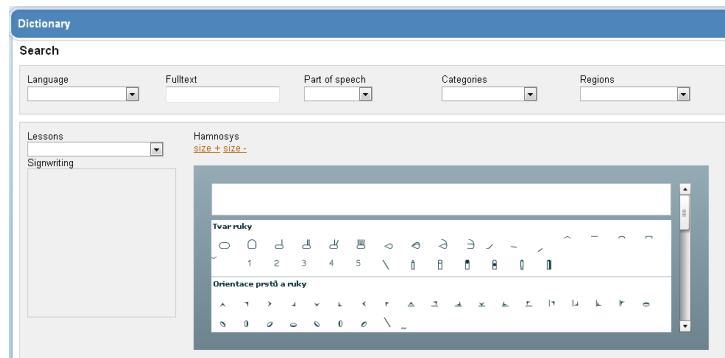 Dictionary
Search
Language Fulltext Part of speech Categories Regions
Lessons Hamnosys
size + size -
Signwriting
Tvar ruky
1 2 3 4 5
Orientace prstů a ruky